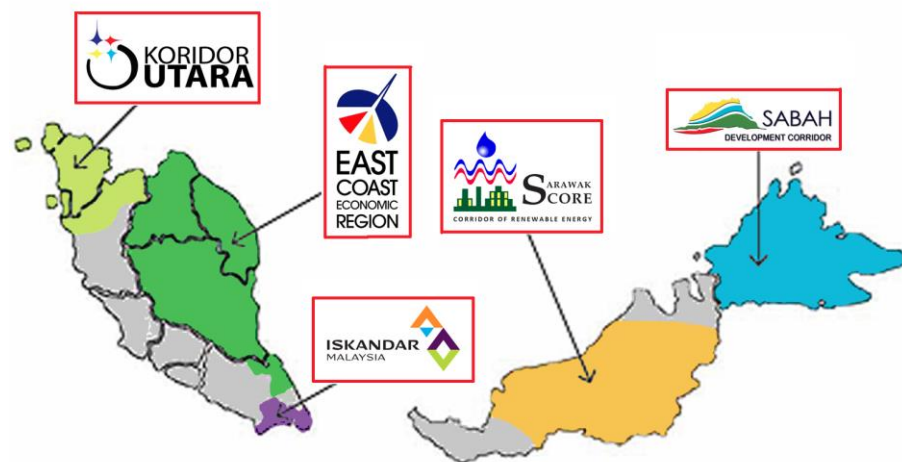 KORIDOR
UTARA
EAST
COAST
ECONOMIC
REGION
SARAWAK
SCORE
CORRIDOR OF RENEWABLE ENERGY
SABAH
DEVELOPMENT CORRIDOR
ISKANDAR
MALAYSIA